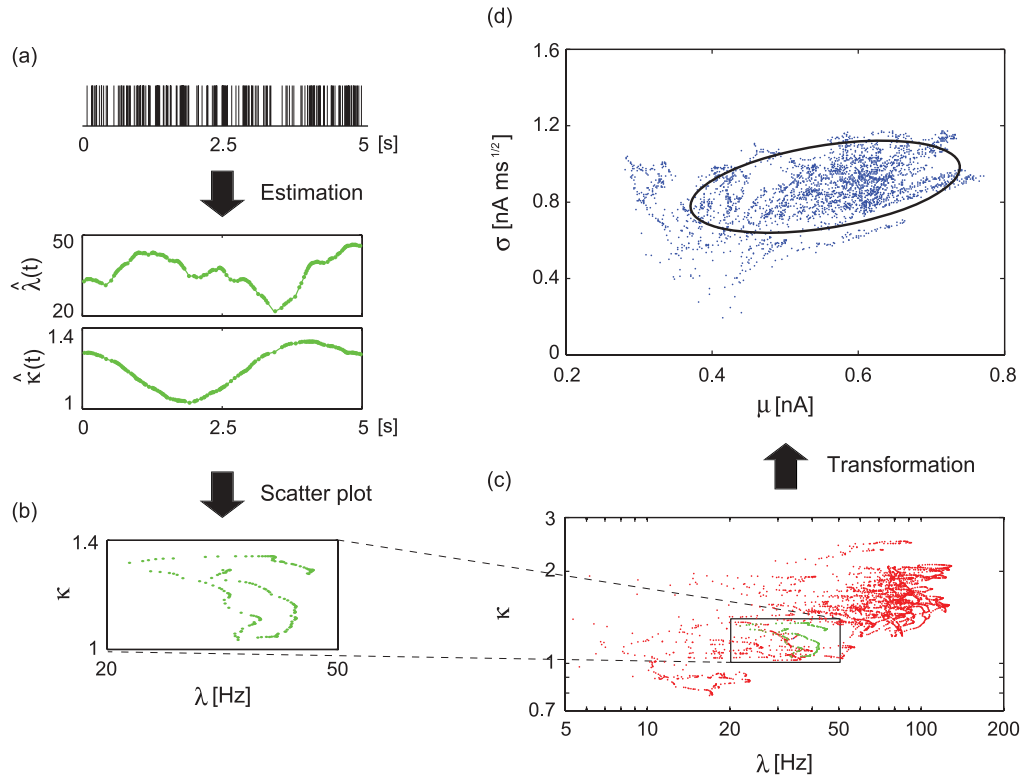 (a)
0 2.5 5 [s]
Estimation
50
λ̂(t)
20
1.4
κ̂(t)
1
0 2.5 5 [s]
Scatter plot
(b)
1.4
κ
1
20 50
λ [Hz]
(d)
1.6
1.2
0.8
0.4
0
σ [nA ms 1/2]
0.2 0.4 0.6 0.8
μ [nA]
Transformation
(c)
3
2
κ
1
0.7
5 10 20 50 100 200
λ [Hz]